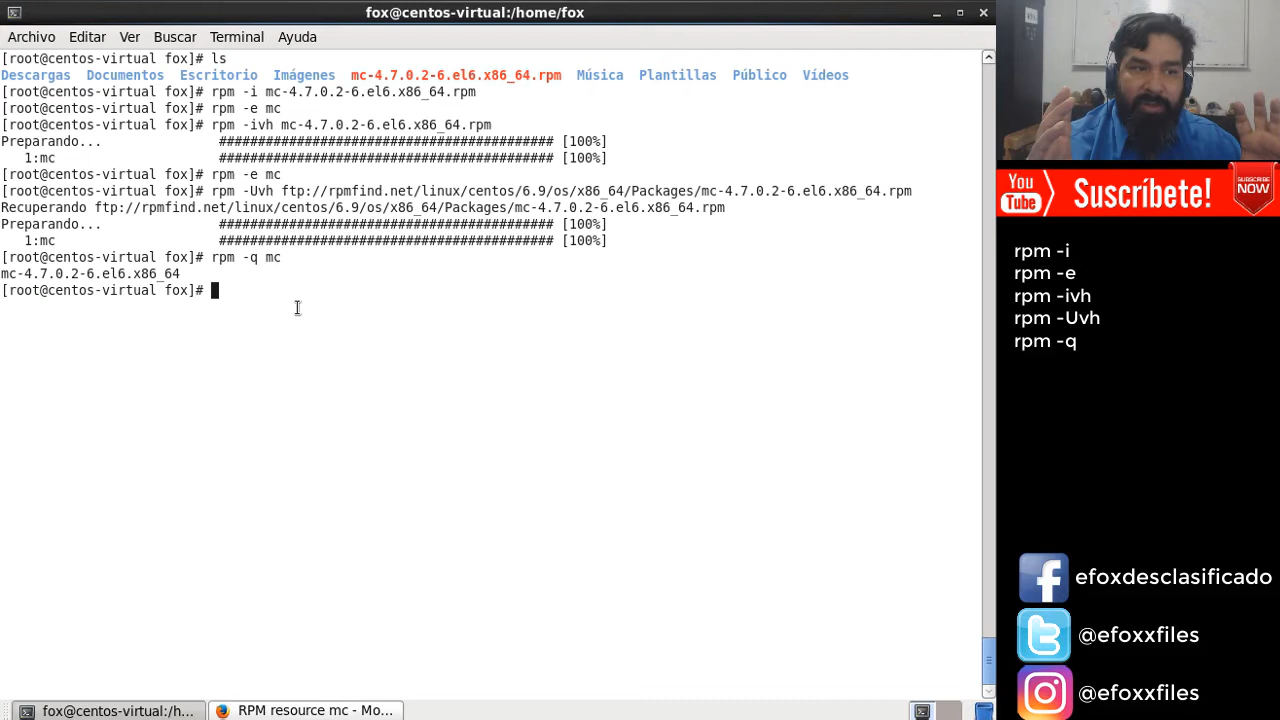 fox@centos-virtual:/home/fox
Archivo Editar Ver Buscar Terminal Ayuda
[root@centos-virtual fox]# ls
Descargas Documentos Escritorio Imágenes mc-4.7.0.2-6.el6.x86_64.rpm Música Plantillas Público Vídeos
[root@centos-virtual fox]# rpm -i mc-4.7.0.2-6.el6.x86_64.rpm
[root@centos-virtual fox]# rpm -e mc
[root@centos-virtual fox]# rpm -ivh mc-4.7.0.2-6.el6.x86_64.rpm
Preparando... ########################################### [100%]
1:mc ########################################### [100%]
[root@centos-virtual fox]# rpm -e mc
[root@centos-virtual fox]# rpm -Uvh ftp://rpmfind.net/linux/centos/6.9/os/x86_64/Packages/mc-4.7.0.2-6.el6.x86_64.rpm
Recuperando ftp://rpmfind.net/linux/centos/6.9/os/x86_64/Packages/mc-4.7.0.2-6.el6.x86_64.rpm
Preparando... ########################################### [100%]
1:mc ########################################### [100%]
[root@centos-virtual fox]# rpm -q mc
mc-4.7.0.2-6.el6.x86_64
[root@centos-virtual fox]#
You
Tube
Suscríbete!
SUBSCRIBE
NOW
rpm -i
rpm -e
rpm -ivh
rpm -Uvh
rpm -q
efoxdesclasificado
@efoxxfiles
@efoxxfiles
fox@centos-virtual:/h...
RPM resource mc - Mo...